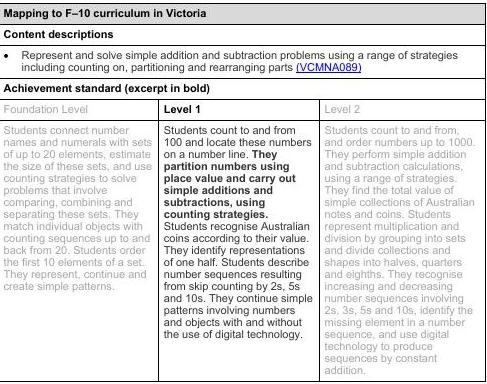 Mapping to F–10 curriculum in Victoria
Content descriptions
• Represent and solve simple addition and subtraction problems using a range of strategies
including counting on, partitioning and rearranging parts (VCMNA089)
Achievement standard (excerpt in bold)
Foundation Level
Students connect number
names and numerals with sets
of up to 20 elements, estimate
the size of these sets, and use
counting strategies to solve
problems that involve
comparing, combining and
separating these sets. They
match individual objects with
counting sequences up to and
back from 20. Students order
the first 10 elements of a set.
They represent, continue and
create simple patterns.
Level 1
Students count to and from
100 and locate these numbers
on a number line. They
partition numbers using
place value and carry out
simple additions and
subtractions, using
counting strategies.
Students recognise Australian
coins according to their value.
They identify representations
of one half. Students describe
number sequences resulting
from skip counting by 2s, 5s
and 10s. They continue simple
patterns involving numbers
and objects with and without
the use of digital technology.
Level 2
Students count to and from,
and order numbers up to 1000.
They perform simple addition
and subtraction calculations,
using a range of strategies.
They find the total value of
simple collections of Australian
notes and coins. Students
represent multiplication and
division by grouping into sets
and divide collections and
shapes into halves, quarters
and eighths. They recognise
increasing and decreasing
number sequences involving
2s, 3s, 5s and 10s, identify the
missing element in a number
sequence, and use digital
technology to produce
sequences by constant
addition.